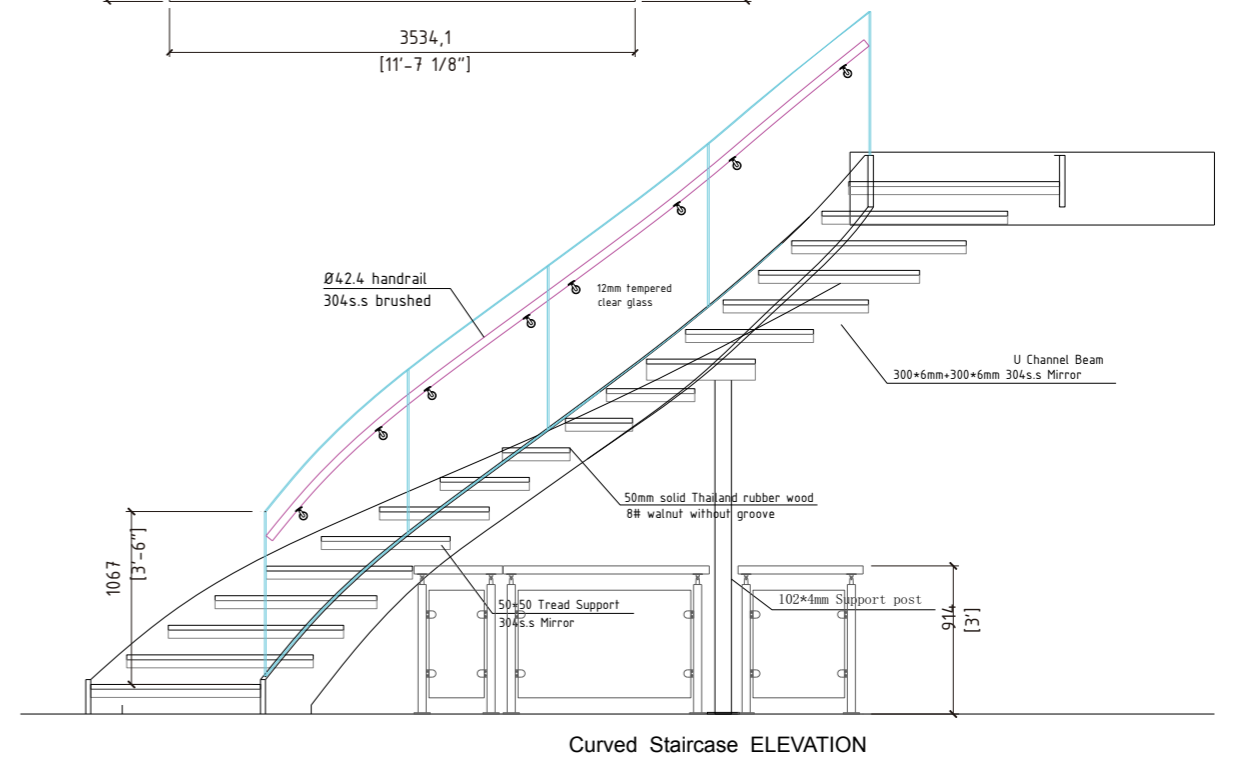 3534,1
[11'-7 1/8"]
Ø42.4 handrail
304s.s brushed
12mm tempered
clear glass
U Channel Beam
300*6mm+300*6mm 304s.s Mirror
50mm solid Thailand rubber wood
8# walnut without groove
1067
[3'-6"]
50*50 Tread Support
304s.s Mirror
102*4mm Support post
914
[3']
Curved Staircase ELEVATION